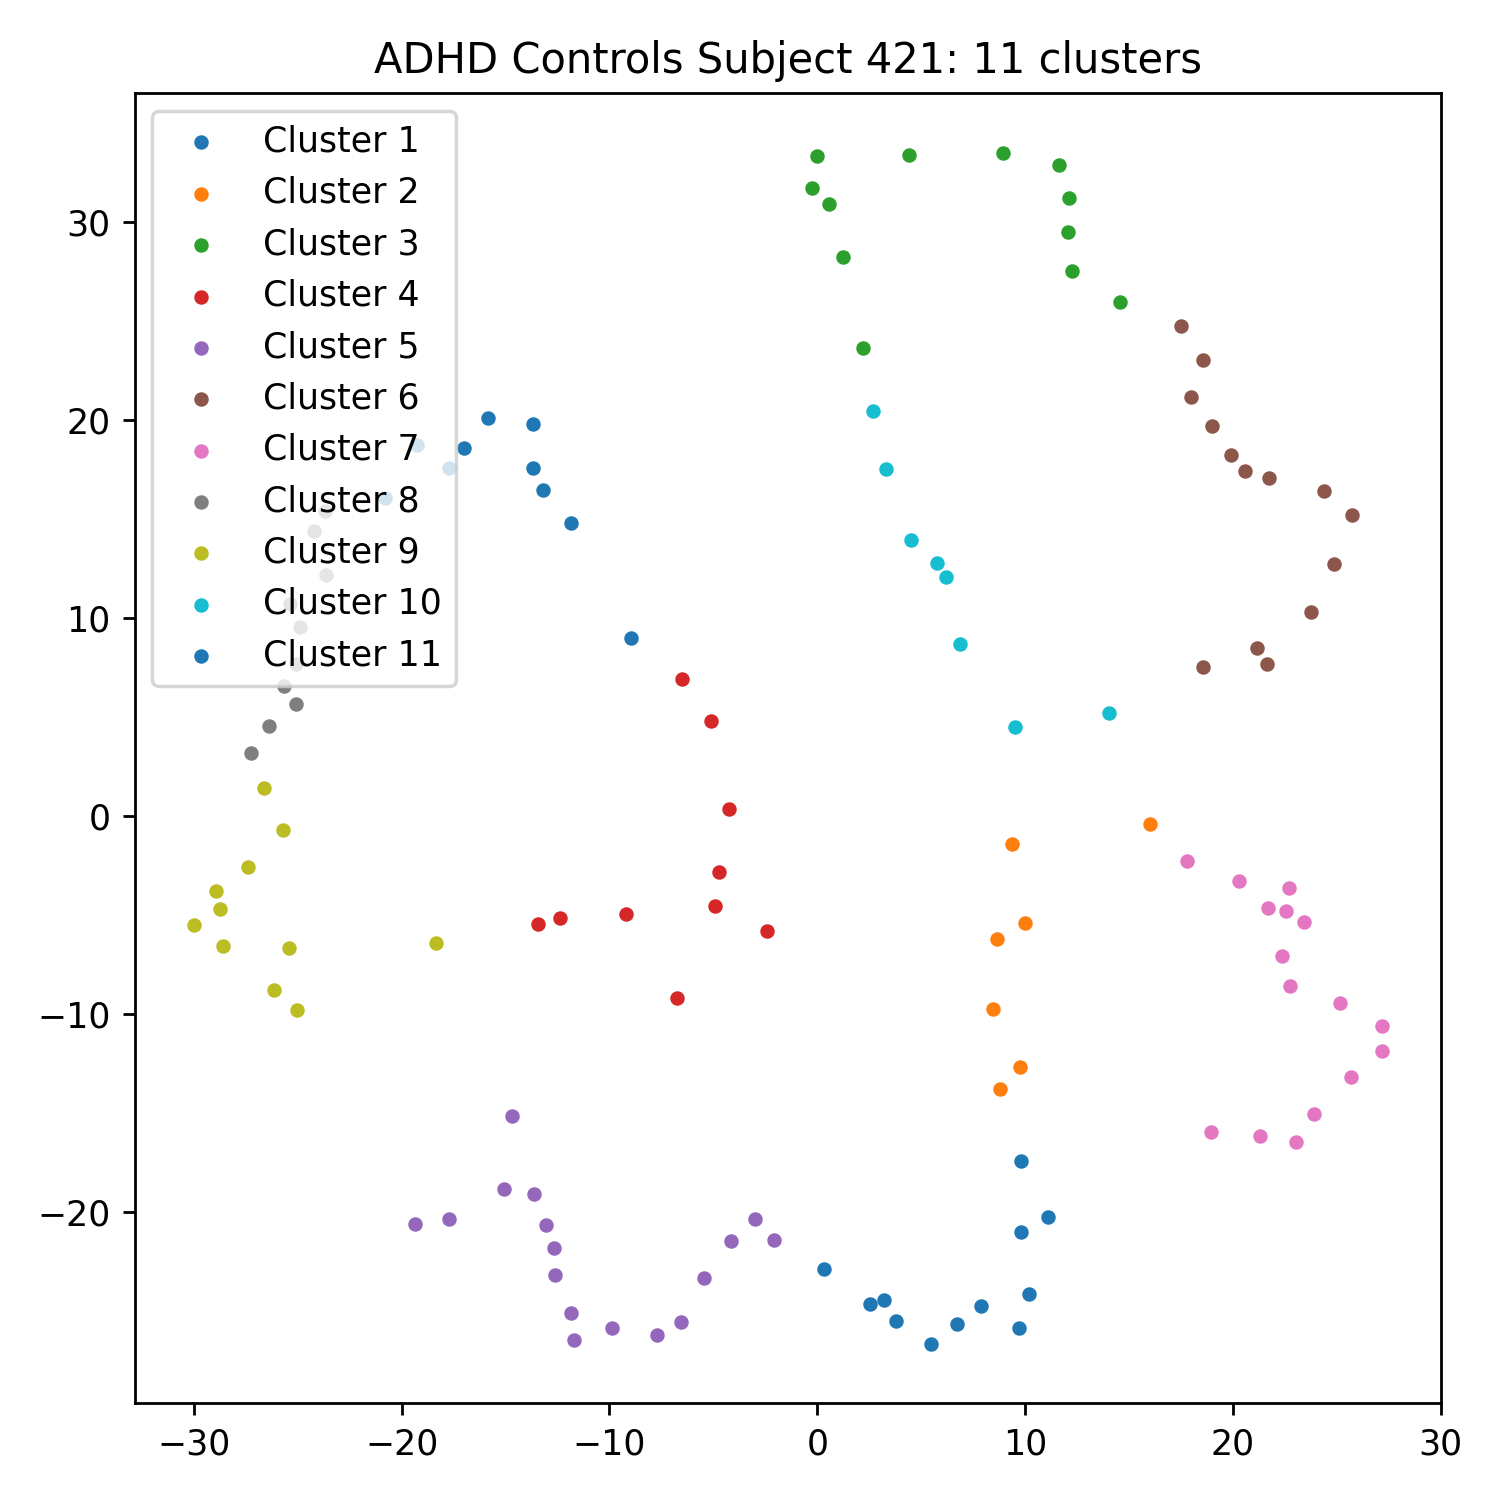 ADHD Controls Subject 421: 11 clusters
Cluster 1
Cluster 2
Cluster 3
Cluster 4
Cluster 5
Cluster 6
Cluster 7
Cluster 8
Cluster 9
Cluster 10
Cluster 11
30
20
10
0
−10
−20
−30 −20 −10 0 10 20 30